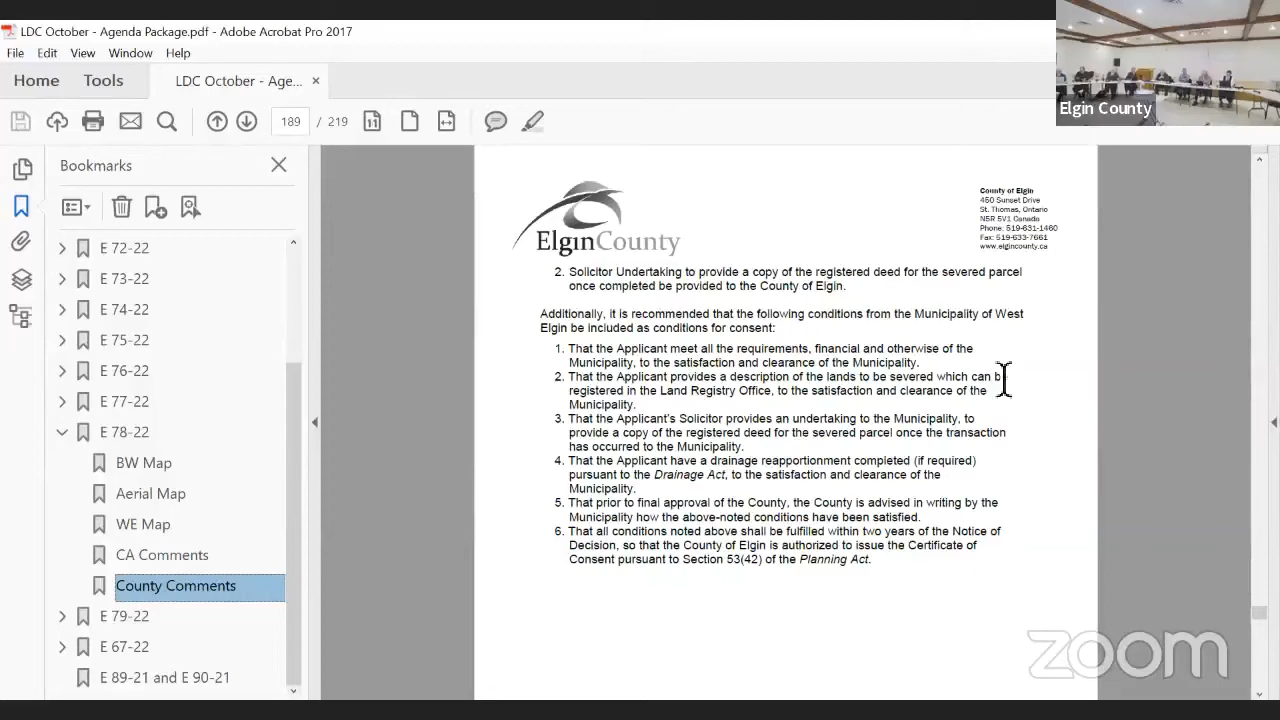 LDC October - Agenda Package.pdf - Adobe Acrobat Pro 2017
File Edit View Window Help
Home Tools LDC October - Age... ×
189 / 219
Elgin County
Bookmarks
E 72-22
E 73-22
E 74-22
E 75-22
E 76-22
E 77-22
E 78-22
BW Map
Aerial Map
WE Map
CA Comments
County Comments
E 79-22
E 67-22
E 89-21 and E 90-21
ElginCounty
County of Elgin
450 Sunset Drive
St. Thomas, Ontario
N5R 5V1 Canada
Phone: 519-631-1460
Fax: 519-633-7661
www.elgincounty.ca
2. Solicitor Undertaking to provide a copy of the registered deed for the severed parcel
once completed be provided to the County of Elgin.
Additionally, it is recommended that the following conditions from the Municipality of West
Elgin be included as conditions for consent:
1. That the Applicant meet all the requirements, financial and otherwise of the
Municipality, to the satisfaction and clearance of the Municipality.
2. That the Applicant provides a description of the lands to be severed which can be
registered in the Land Registry Office, to the satisfaction and clearance of the
Municipality.
3. That the Applicant's Solicitor provides an undertaking to the Municipality, to
provide a copy of the registered deed for the severed parcel once the transaction
has occurred to the Municipality.
4. That the Applicant have a drainage reapportionment completed (if required)
pursuant to the Drainage Act, to the satisfaction and clearance of the
Municipality.
5. That prior to final approval of the County, the County is advised in writing by the
Municipality how the above-noted conditions have been satisfied.
6. That all conditions noted above shall be fulfilled within two years of the Notice of
Decision, so that the County of Elgin is authorized to issue the Certificate of
Consent pursuant to Section 53(42) of the Planning Act.
zoom